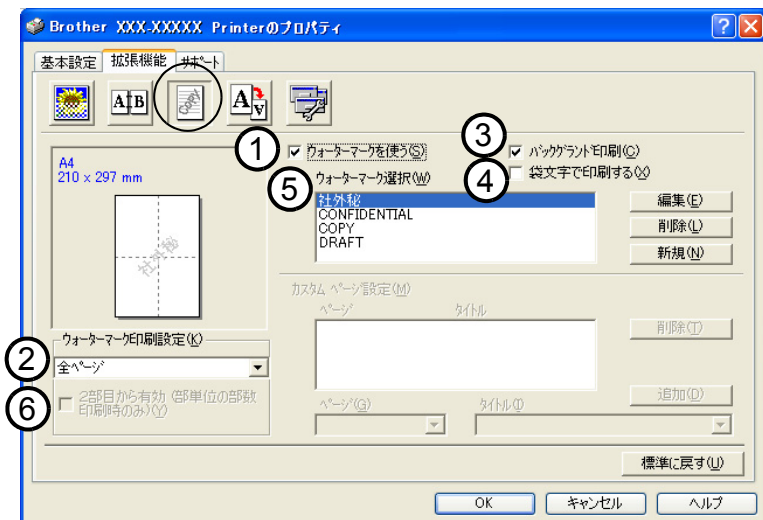 Brother XXX-XXXXX Printerのプロパティ
基本設定 拡張機能 サポート
A B
COPY
A A
① ウォーターマークを使う(S)
③ バックグランド印刷(C)
④ 袋文字で印刷する(X)
A4
210 x 297 mm
社外秘
⑤ ウォーターマーク選択(W)
社外秘
CONFIDENTIAL
COPY
DRAFT
編集(E)
削除(L)
新規(N)
カスタム ページ設定(M)
ページ タイトル
削除(T)
追加(D)
ページ(G) タイトル(I)
ウォーターマーク印刷設定(K)
② 全ページ
⑥ 2部目から有効 (部単位の部数
印刷時のみ)(Y)
標準に戻す(U)
OK キャンセル ヘルプ